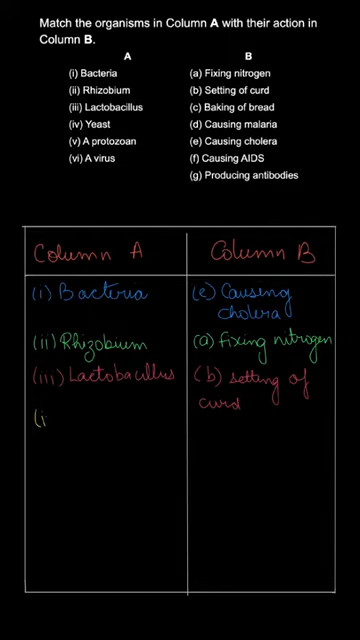 Match the organisms in Column A with their action in
Column B.
A B
(i) Bacteria (a) Fixing nitrogen
(ii) Rhizobium (b) Setting of curd
(iii) Lactobacillus (c) Baking of bread
(iv) Yeast (d) Causing malaria
(v) A protozoan (e) Causing cholera
(vi) A virus (f) Causing AIDS
(g) Producing antibodies
Column A Column B
(i) Bacteria (e) Causing
cholera
(ii) Rhizobium (a) Fixing nitrogen
(iii) Lactobacillus (b) setting of
curd
(i